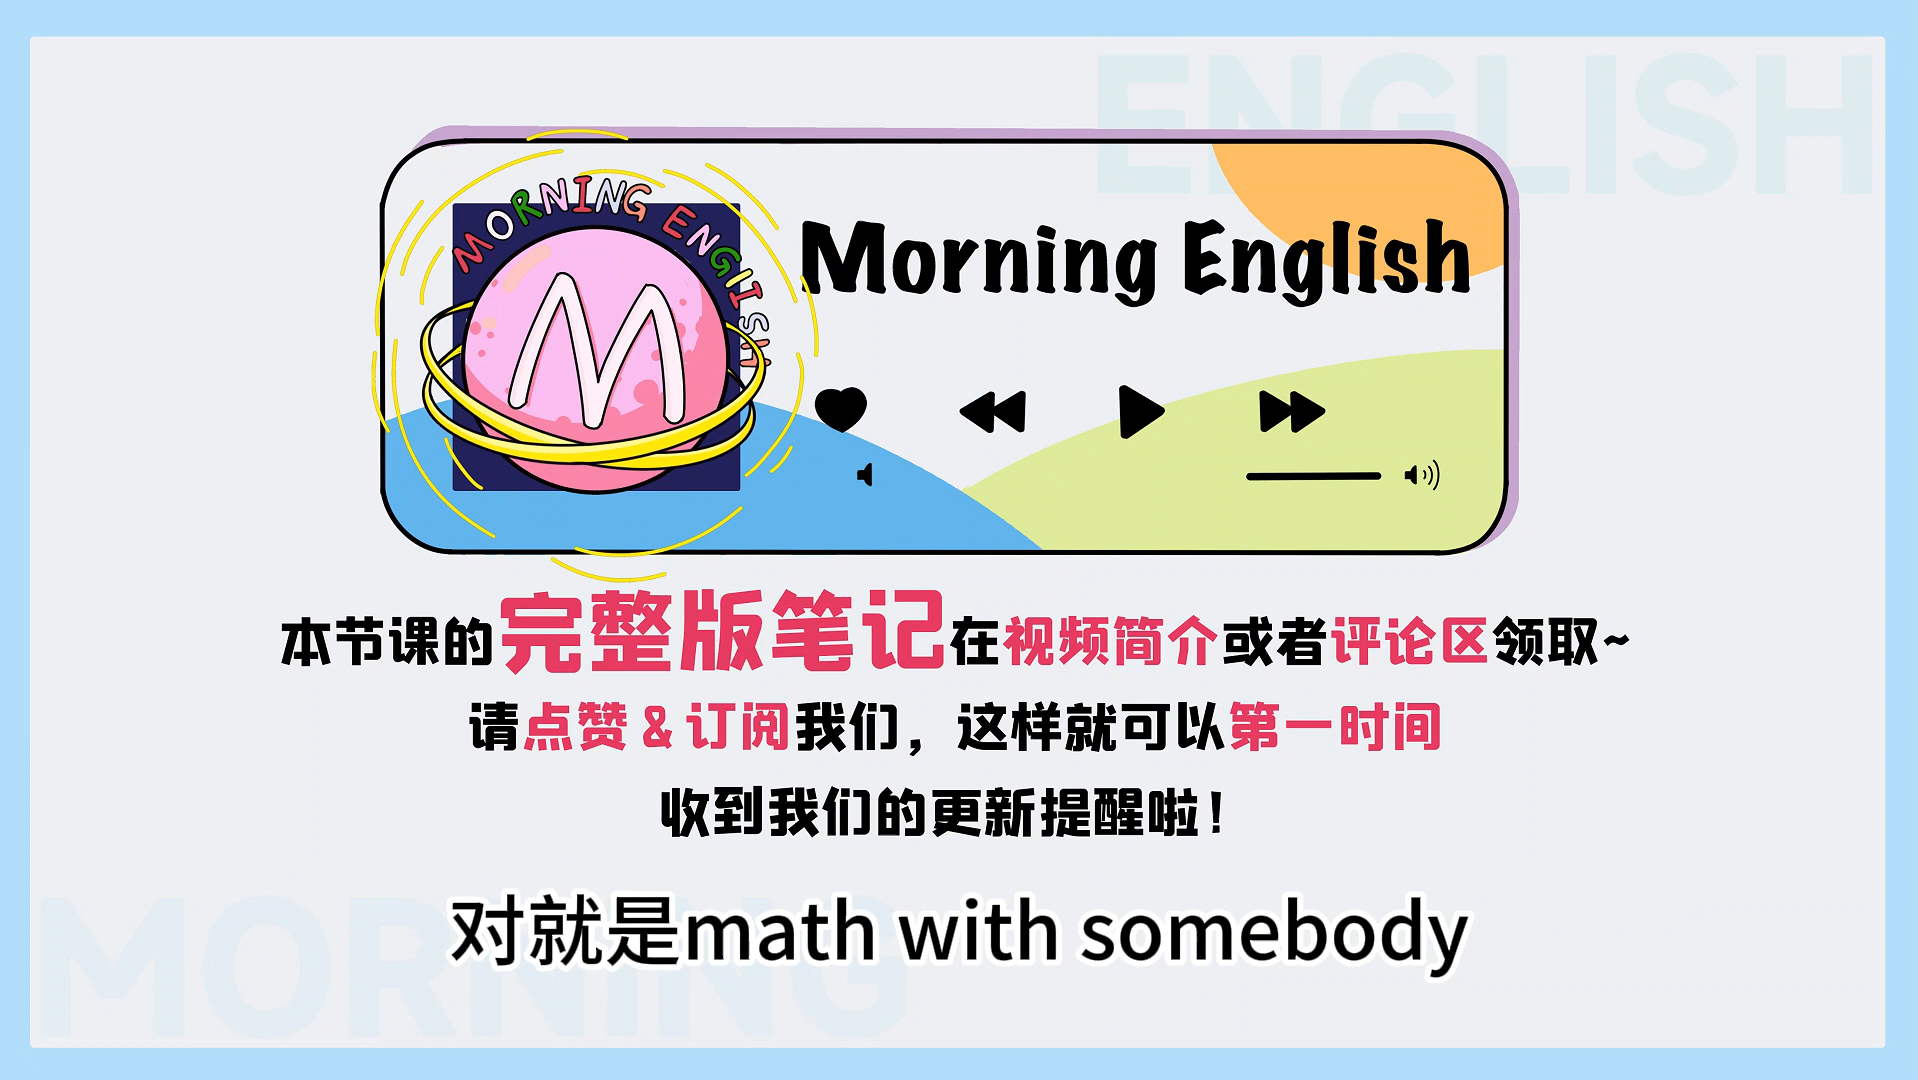 ENGLISH
MORNING ENGlISH
M
Morning English
本节课的完整版笔记在视频简介或者评论区领取~
请点赞&订阅我们，这样就可以第一时间
收到我们的更新提醒啦！
对就是math with somebody
MORNING